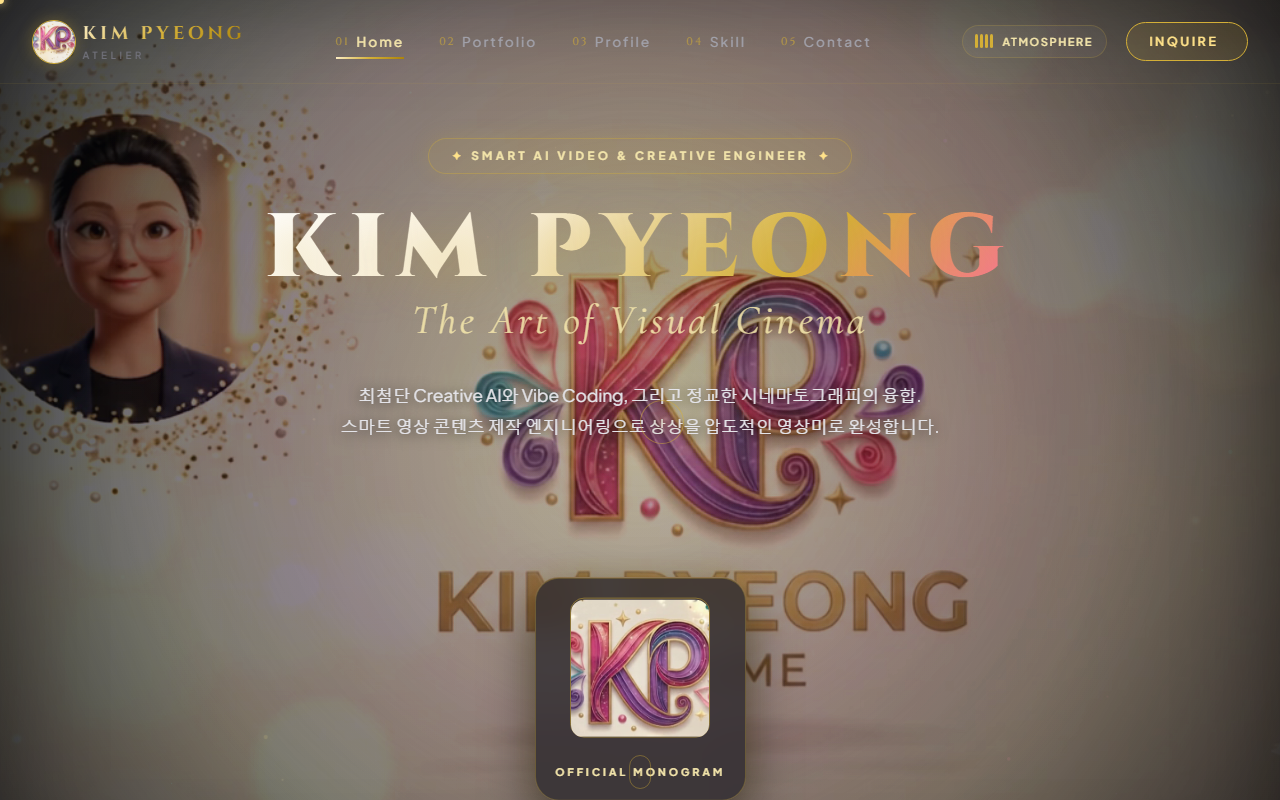 KP KIM PYEONG
ATELIER
01 Home
02 Portfolio
03 Profile
04 Skill
05 Contact
ATMOSPHERE
INQUIRE
✦ SMART AI VIDEO & CREATIVE ENGINEER ✦
KIM PYEONG
The Art of Visual Cinema
KP
최첨단 Creative AI와 Vibe Coding, 그리고 정교한 시네마토그래피의 융합.
스마트 영상 콘텐츠 제작 엔지니어링으로 상상을 압도적인 영상미로 완성합니다.
KIM PYEONG
KP
OFFICIAL MONOGRAM